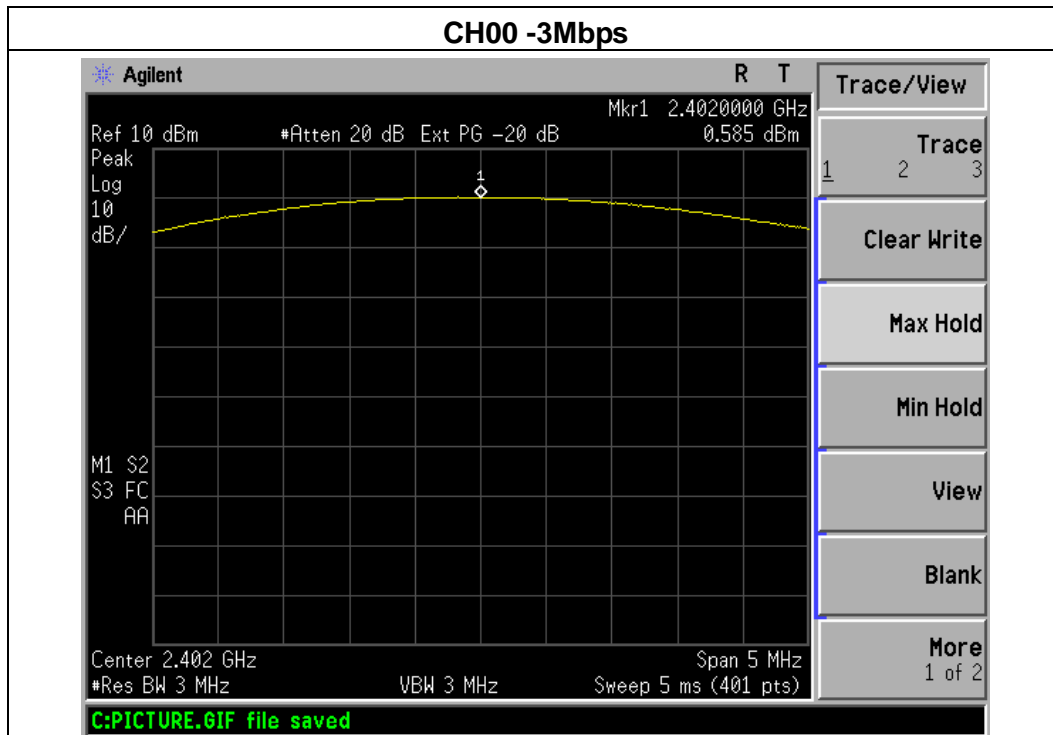 CH00 -3Mbps
Agilent R T
Mkr1 2.4020000 GHz
Ref 10 dBm #Atten 20 dB Ext PG -20 dB 0.585 dBm
Peak
Log
10
dB/
1
M1 S2
S3 FC
AA
Center 2.402 GHz Span 5 MHz
#Res BW 3 MHz VBW 3 MHz Sweep 5 ms (401 pts)
C:PICTURE.GIF file saved
Trace/View
Trace
1 2 3
Clear Write
Max Hold
Min Hold
View
Blank
More
1 of 2